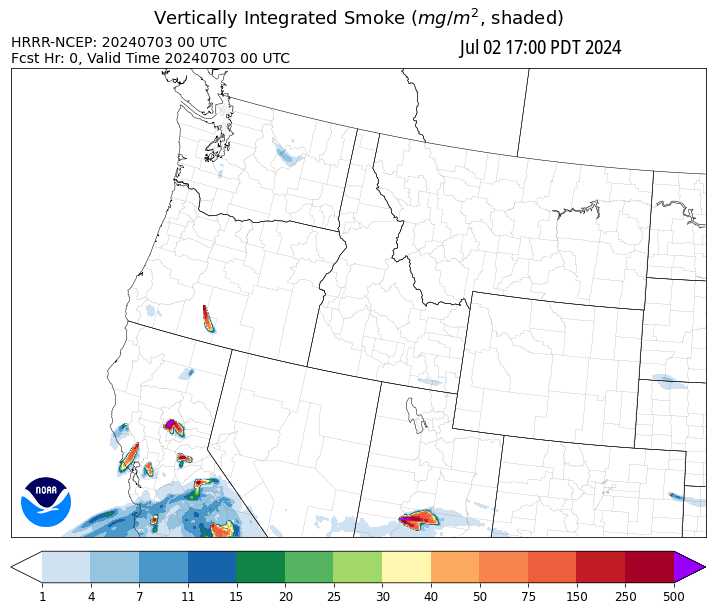 Vertically Integrated Smoke (mg/m², shaded)
HRRR-NCEP: 20240703 00 UTC
Fcst Hr: 0, Valid Time 20240703 00 UTC
Jul 02 17:00 PDT 2024
NOAA
1 4 7 11 15 20 25 30 40 50 75 150 250 500